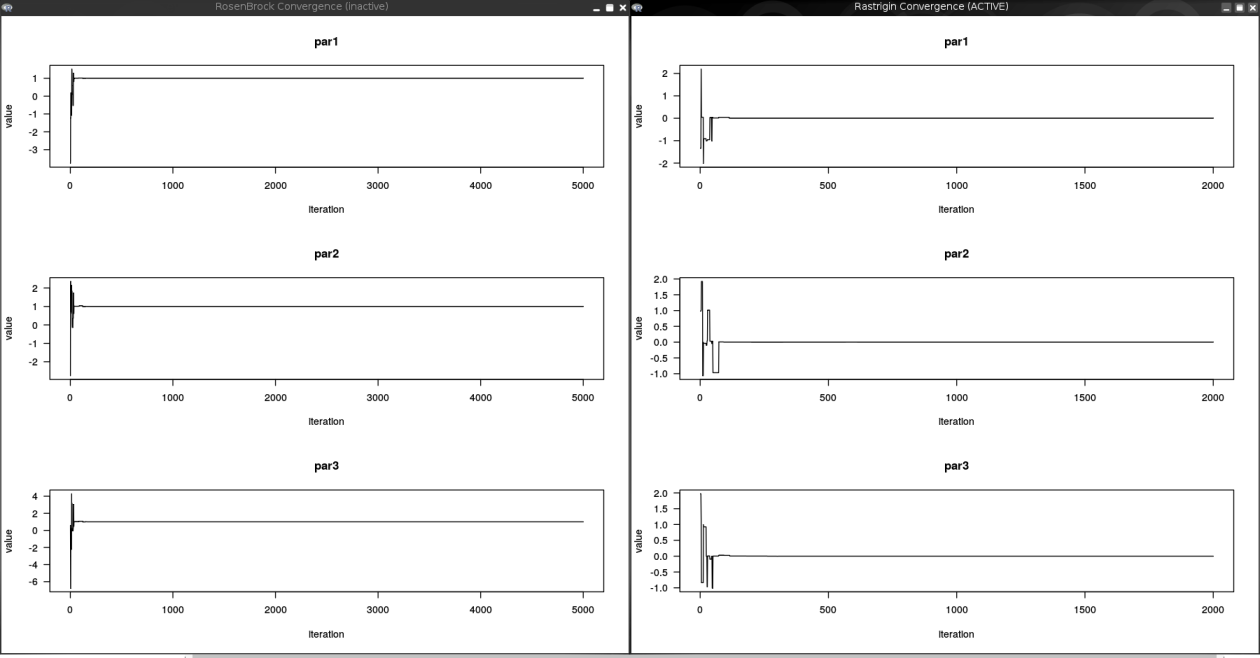 RosenBrock Convergence (inactive)
par1
value
1
0
-1
-2
-3
0 1000 2000 3000 4000 5000
Iteration
par2
value
2
1
0
-1
-2
0 1000 2000 3000 4000 5000
Iteration
par3
value
4
2
0
-2
-4
-6
0 1000 2000 3000 4000 5000
Iteration
Rastrigin Convergence (ACTIVE)
par1
value
2
1
0
-1
-2
0 500 1000 1500 2000
Iteration
par2
value
2.0
1.5
1.0
0.5
0.0
-0.5
-1.0
0 500 1000 1500 2000
Iteration
par3
value
2.0
1.5
1.0
0.5
0.0
-0.5
-1.0
0 500 1000 1500 2000
Iteration